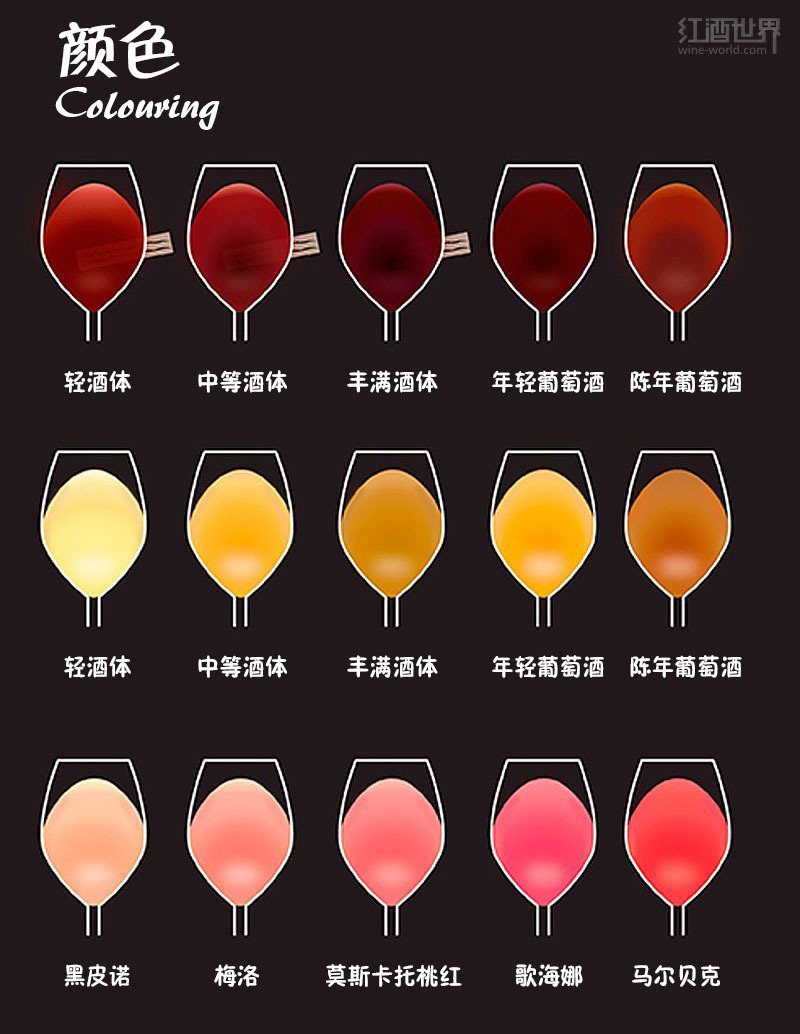 颜色
红酒世界
wine-world.com
Colouring
轻酒体 中等酒体 丰满酒体 年轻葡萄酒 陈年葡萄酒
轻酒体 中等酒体 丰满酒体 年轻葡萄酒 陈年葡萄酒
黑皮诺 梅洛 莫斯卡托桃红 歌海娜 马尔贝克